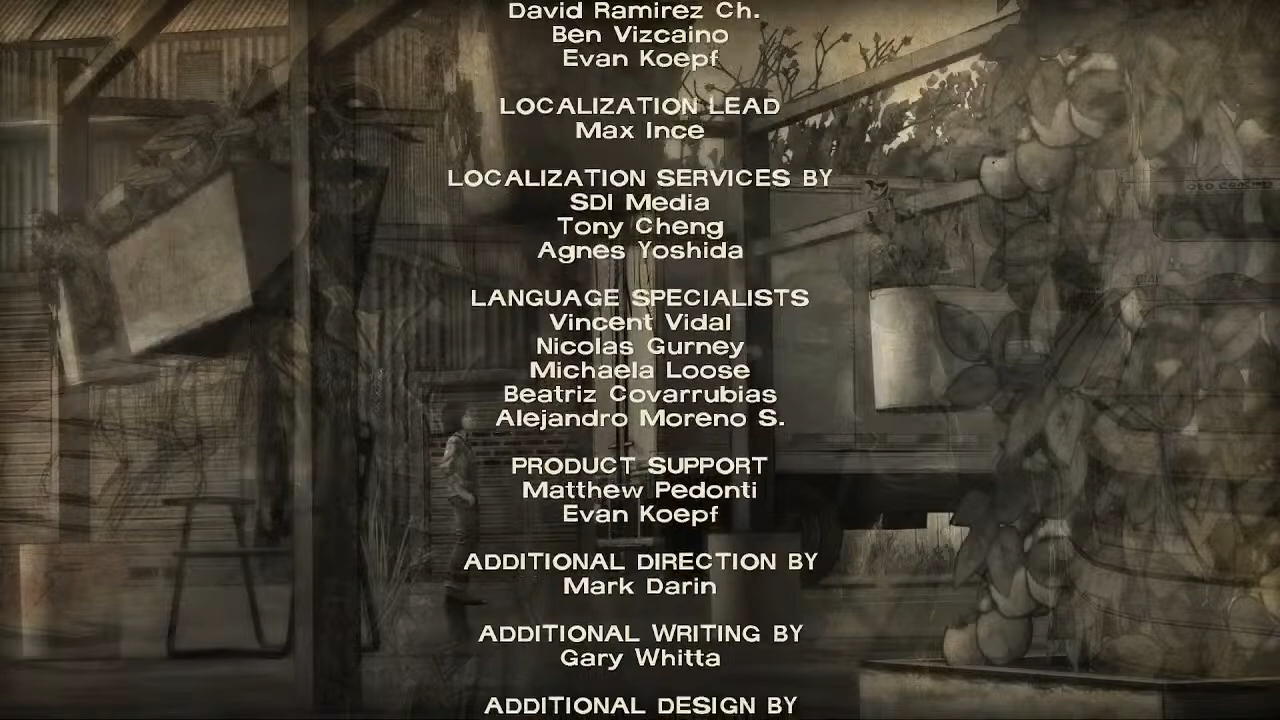 David Ramirez Ch.
Ben Vizcaino
Evan Koepf
LOCALIZATION LEAD
Max Ince
LOCALIZATION SERVICES BY
SDI Media
Tony Cheng
Agnes Yoshida
LANGUAGE SPECIALISTS
Vincent Vidal
Nicolas Gurney
Michaela Loose
Beatriz Covarrubias
Alejandro Moreno S.
PRODUCT SUPPORT
Matthew Pedonti
Evan Koepf
ADDITIONAL DIRECTION BY
Mark Darin
ADDITIONAL WRITING BY
Gary Whitta
ADDITIONAL DESIGN BY